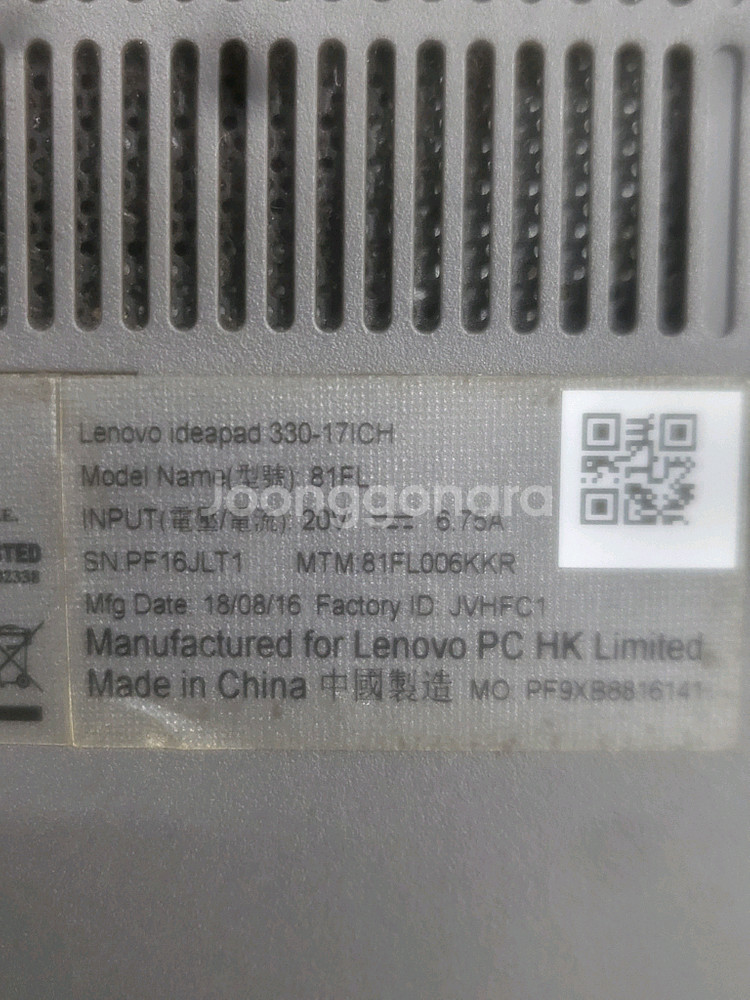 Lenovo ideapad 330-17ICH
Model Name(型號): 81FL
INPUT(電壓/電流): 20V ⎓ 6.75A
SN:PF16JLT1 MTM:81FL006KKR
Mfg Date: 18/08/16 Factory ID: JVHFC1
Manufactured for Lenovo PC HK Limited
Made in China 中國製造 MO: PF9XB8816141
Joonggonara